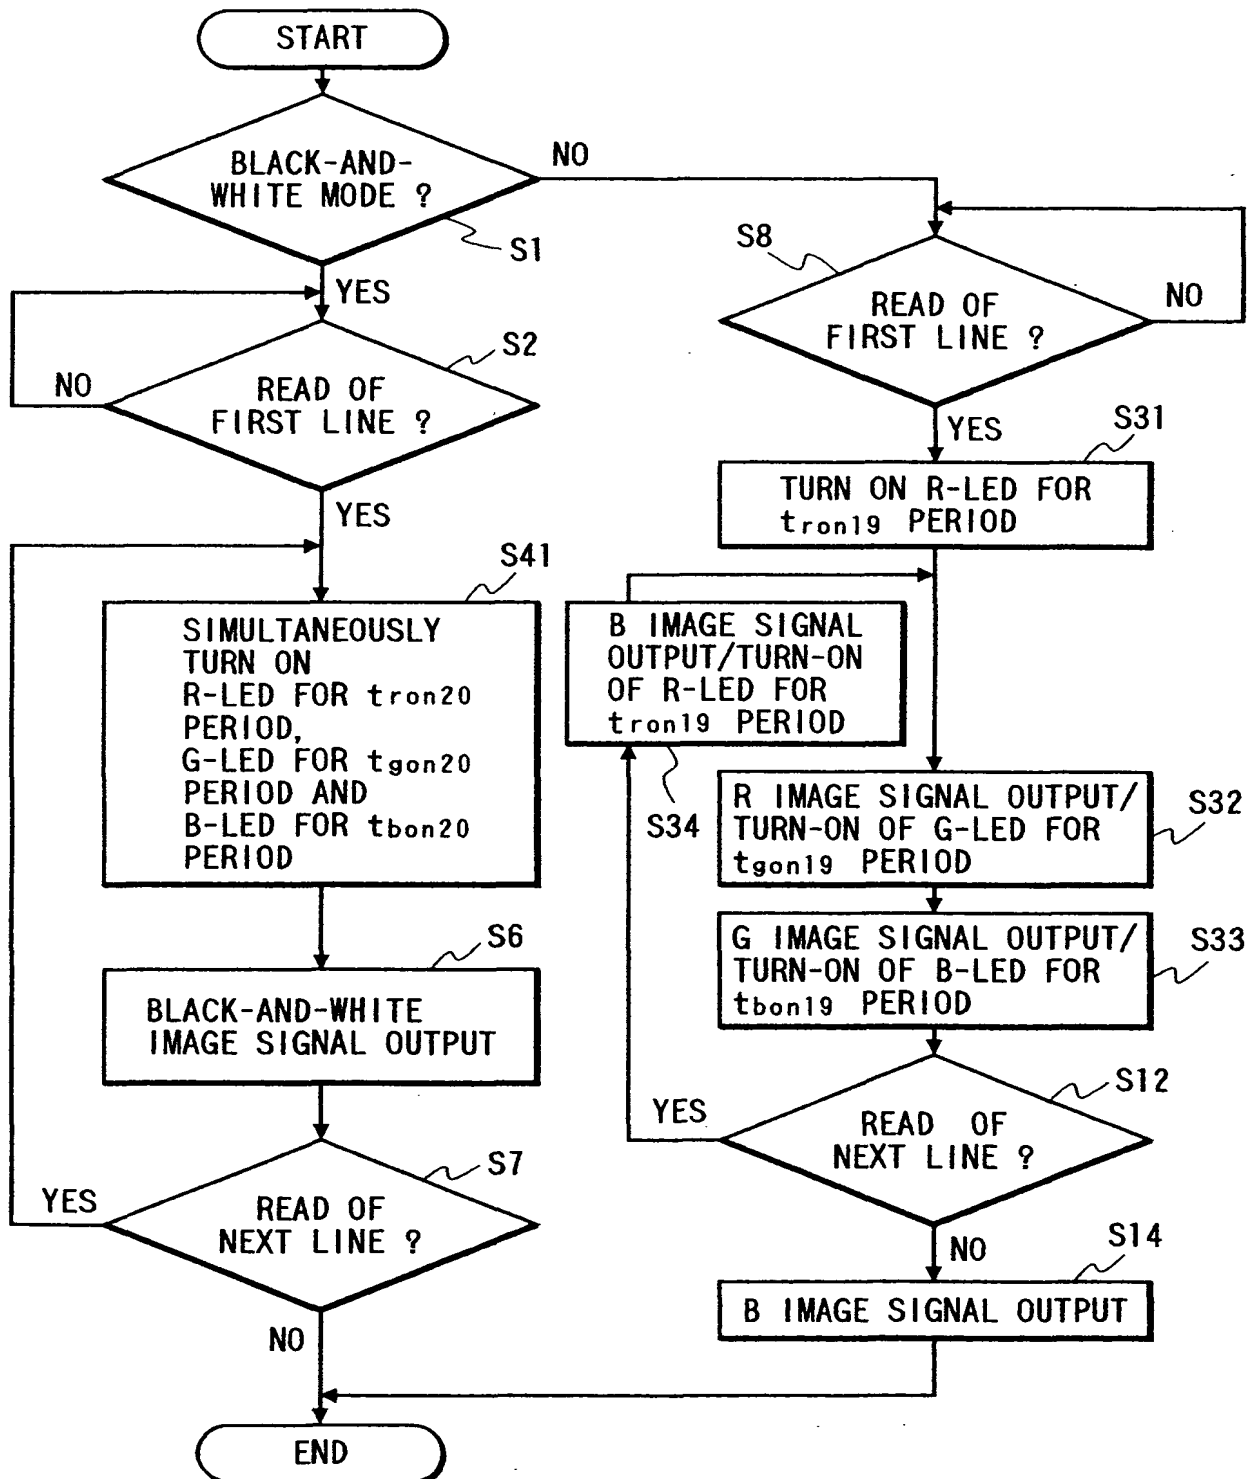 START
BLACK-AND-
WHITE MODE ?
NO
S1
YES
READ OF
FIRST LINE ?
S2
NO
YES
S41
SIMULTANEOUSLY
TURN ON
R-LED FOR tron20
PERIOD,
G-LED FOR tgon20
PERIOD AND
B-LED FOR tbon20
PERIOD
S6
BLACK-AND-WHITE
IMAGE SIGNAL OUTPUT
S7
READ OF
NEXT LINE ?
YES
NO
S8
READ OF
FIRST LINE ?
NO
YES
S31
TURN ON R-LED FOR
tron19 PERIOD
B IMAGE SIGNAL
OUTPUT/TURN-ON
OF R-LED FOR
tron19 PERIOD
S34
R IMAGE SIGNAL OUTPUT/
TURN-ON OF G-LED FOR
tgon19 PERIOD
S32
G IMAGE SIGNAL OUTPUT/
TURN-ON OF B-LED FOR
tbon19 PERIOD
S33
S12
READ OF
NEXT LINE ?
YES
NO
S14
B IMAGE SIGNAL OUTPUT
END